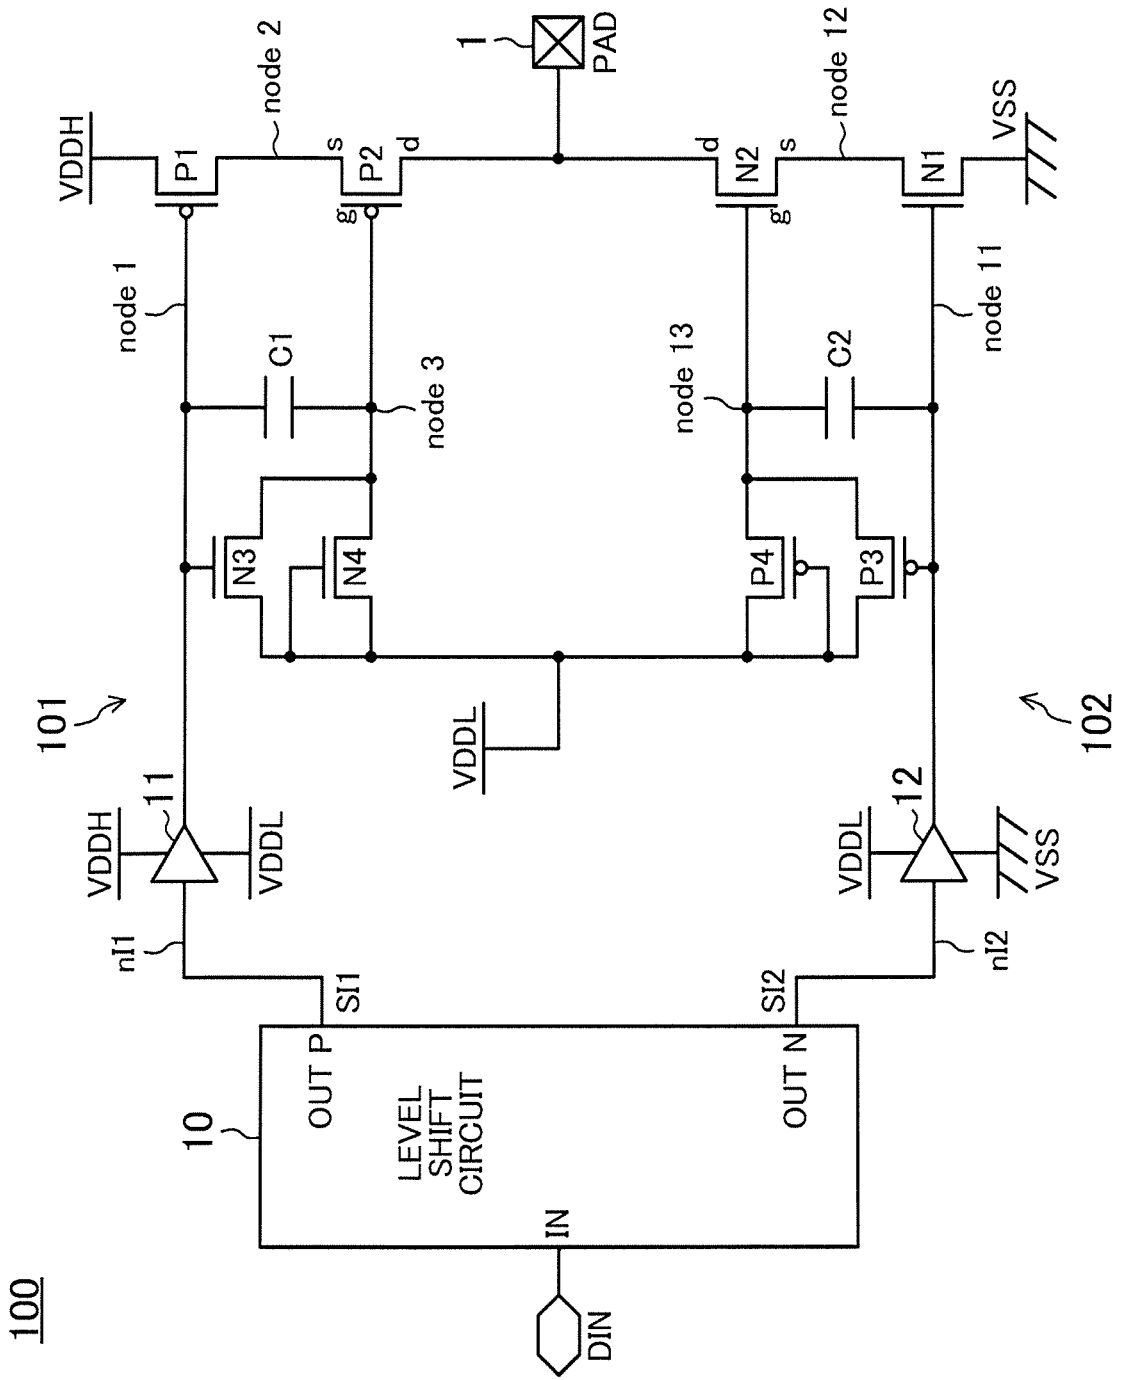 100
DIN
IN
10
LEVEL
SHIFT
CIRCUIT
OUT P
OUT N
SI1
SI2
nI1
nI2
VDDH
11
VDDL
VDDL
12
VSS
101
102
VDDL
N3
N4
P4
P3
node 1
C1
node 3
node 13
C2
node 11
VDDH
P1
node 2
s
g
P2
d
1
PAD
d
N2
g
s
node 12
N1
VSS